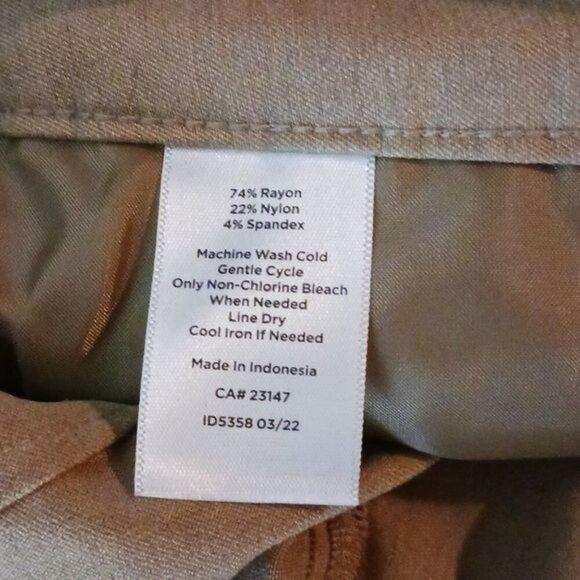 74% Rayon
22% Nylon
4% Spandex
Machine Wash Cold
Gentle Cycle
Only Non-Chlorine Bleach
When Needed
Line Dry
Cool Iron If Needed
Made In Indonesia
CA# 23147
ID5358 03/22